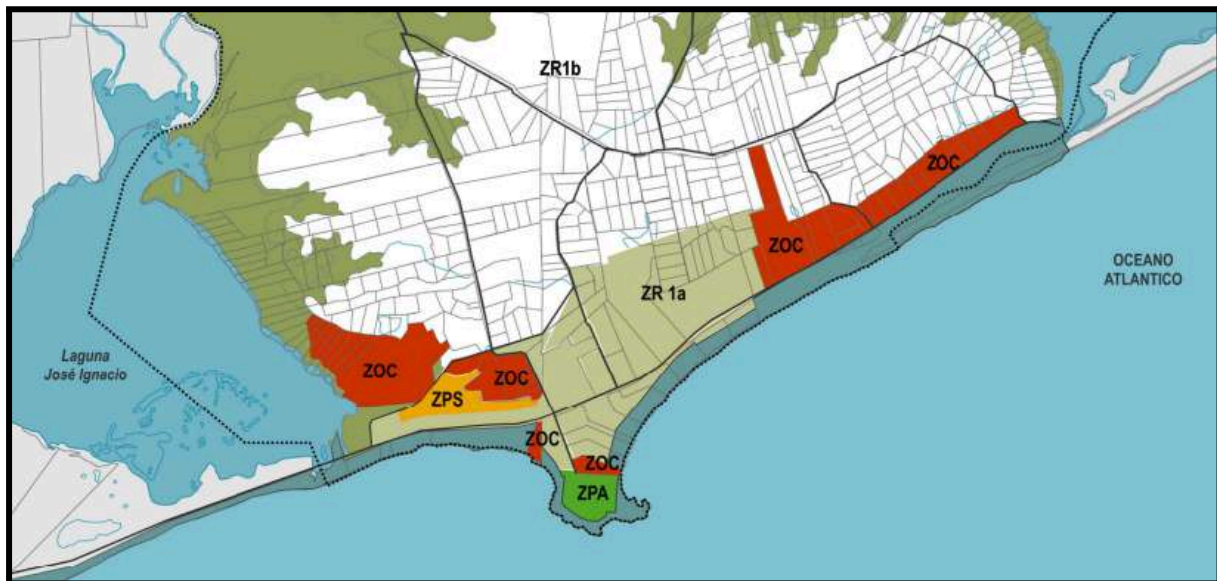 ZR1b
ZOC
ZOC
OCEANO
ATLANTICO
ZR 1a
Laguna
José Ignacio
ZOC
ZOC
ZPS
ZOC
ZOC
ZPA